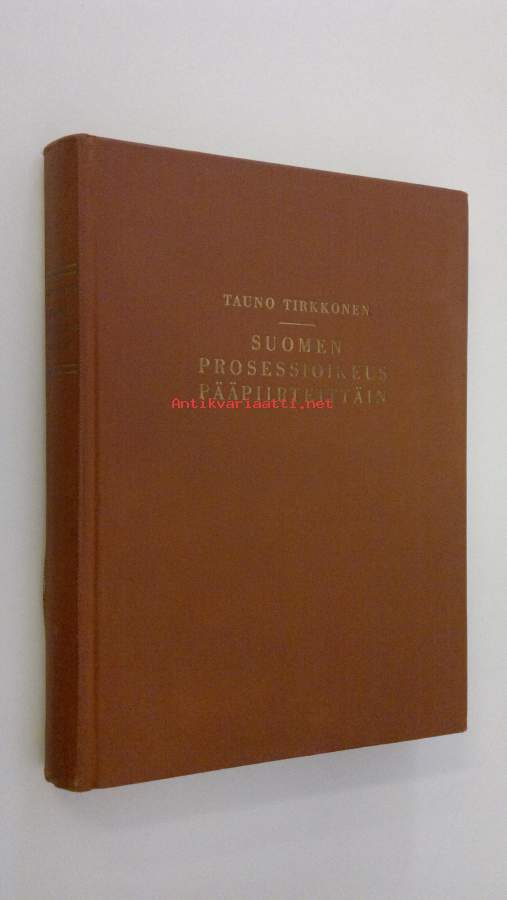 TAUNO TIRKKONEN
SUOMEN
PROSESSIOIKEUS
PÄÄPIIRTEITTÄIN
Antikvariaatti.net